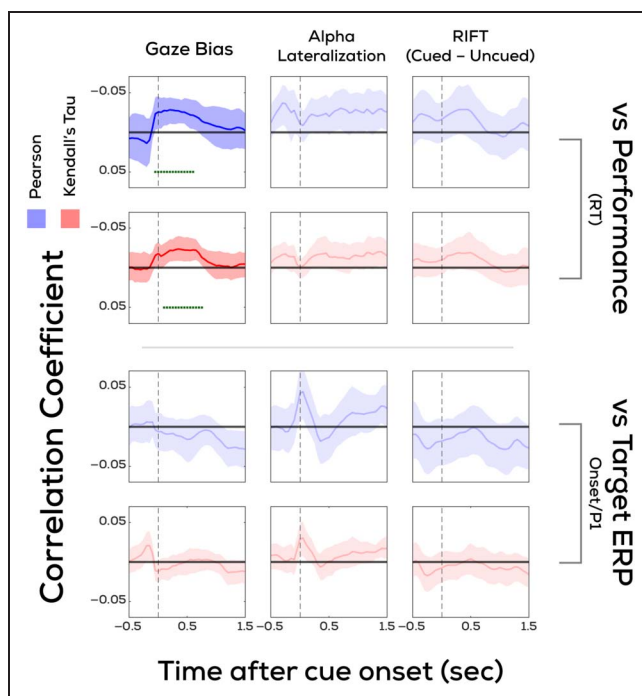 Gaze Bias
Alpha
Lateralization
RIFT
(Cued – Uncued)
−0.05
0.05
0.05
0.05
−0.05
0.05
−0.05
−0.5
0.5
1.5
−0.5
0.5
1.5
−0.5
0.5
1.5
Pearson
Kendall's Tau
Correlation Coefficient
vs Performance
(RT)
vs Target ERP
Onset/P1
Time after cue onset (sec)